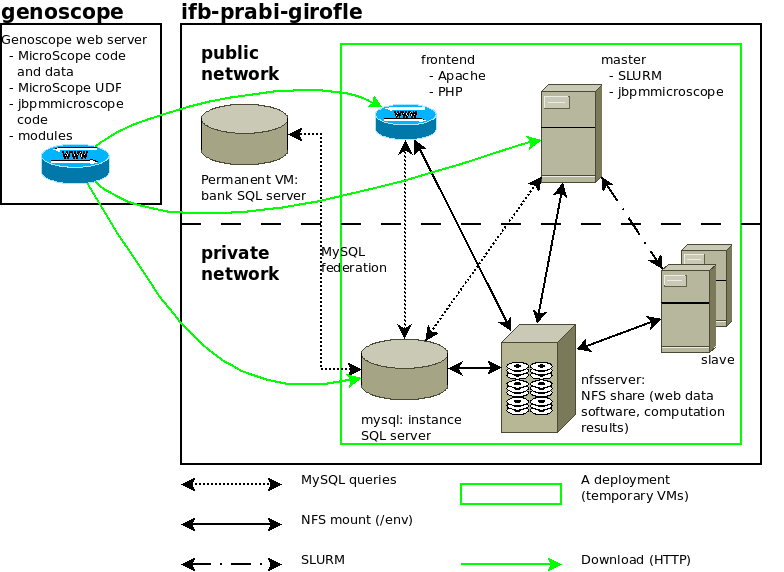 genoscope
ifb-prabi-girofle
Genoscope web server
- MicroScope code
and data
- MicroScope UDF
- jbpmmicroscope
code
- modules
WWW
public
network
Permanent VM:
bank SQL server
frontend
- Apache
- PHP
WWW
master
- SLURM
- jbpmmicroscope
private
network
MySQL
federation
slave
mysql: instance
SQL server
nfsserver:
NFS share (web data
software, computation
results)
MySQL queries
NFS mount (/env)
SLURM
A deployment
(temporary VMs)
Download (HTTP)